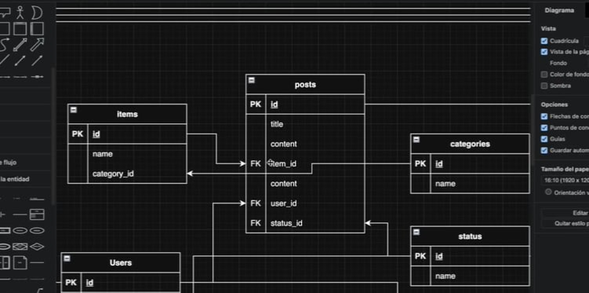 Diagrama
Vista
Cuadrícula
Vista de la pág
Fondo
Color de fondo
Sombra
Opciones
Flechas de con
Puntos de con
Guías
Guardar autom
Tamaño del pape
16:10 (1920 x 120
Orientación v
Editar
Quitar estilo p
e flujo
la entidad
items
PK id
name
category_id
posts
PK id
title
content
FK item_id
content
FK user_id
FK status_id
categories
PK id
name
status
PK id
name
Users
PK id